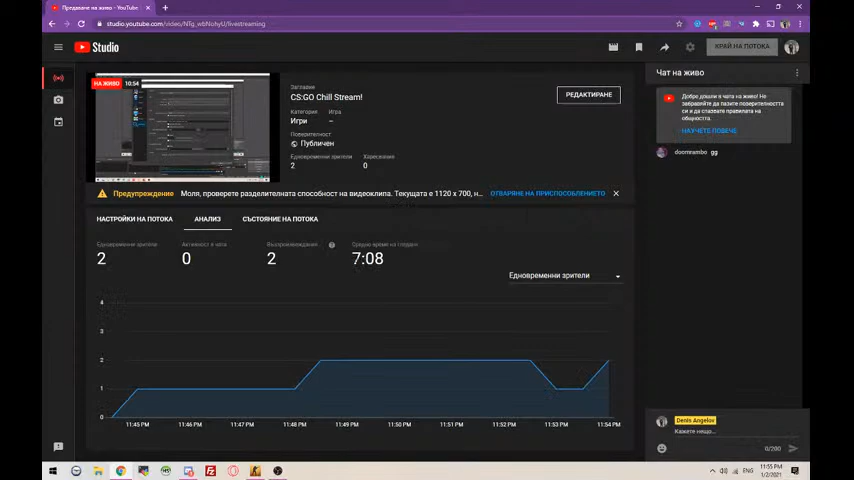 Предаване на живо - YouTube
studio.youtube.com/video/NTg_wbNohyU/livestreaming
Studio
КРАЙ НА ПОТОКА
НА ЖИВО
10:54
Заглавие
CS:GO Chill Stream!
РЕДАКТИРАНЕ
Категория Игра
Игри –
Поверителност
Публичен
Едновременни зрители Харесвания
2 0
Предупреждение Моля, проверете разделителната способност на видеоклипа. Текущата е 1120 x 700, н... ОТВАРЯНЕ НА ПРИСПОСОБЛЕНИЕТО
НАСТРОЙКИ НА ПОТОКА АНАЛИЗ СЪСТОЯНИЕ НА ПОТОКА
Едновременни зрители Активност в чата Възпроизвеждания Средно време на гледане
2 0 2 7:08
Едновременни зрители
4
3
2
1
0
11:45 PM 11:46 PM 11:47 PM 11:48 PM 11:49 PM 11:50 PM 11:51 PM 11:52 PM 11:53 PM 11:54 PM
Чат на живо
Добре дошли в чата на живо! Не
забравяйте да пазите поверителността
си и да спазвате правилата на
общността.
НАУЧЕТЕ ПОВЕЧЕ
doomrambo gg
Denis Angelov
Кажете нещо...
0/200
ENG
11:55 PM
1/2/2021